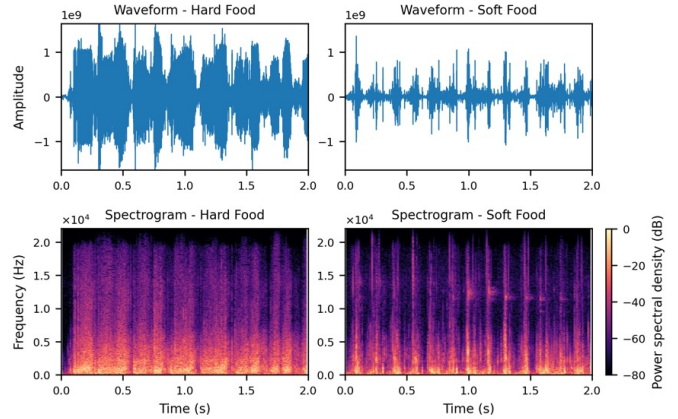 Waveform - Hard Food
Waveform - Soft Food
1e9
1e9
Amplitude
1
0
−1
1
0
−1
0.0 0.5 1.0 1.5 2.0
0.0 0.5 1.0 1.5 2.0
Spectrogram - Hard Food
Spectrogram - Soft Food
×10⁴
×10⁴
Frequency (Hz)
2.0
1.5
1.0
0.5
0.0
2.0
1.5
1.0
0.5
0.0
0.0 0.5 1.0 1.5 2.0
0.0 0.5 1.0 1.5 2.0
Time (s)
Time (s)
0
−20
−40
−60
−80
Power spectral density (dB)